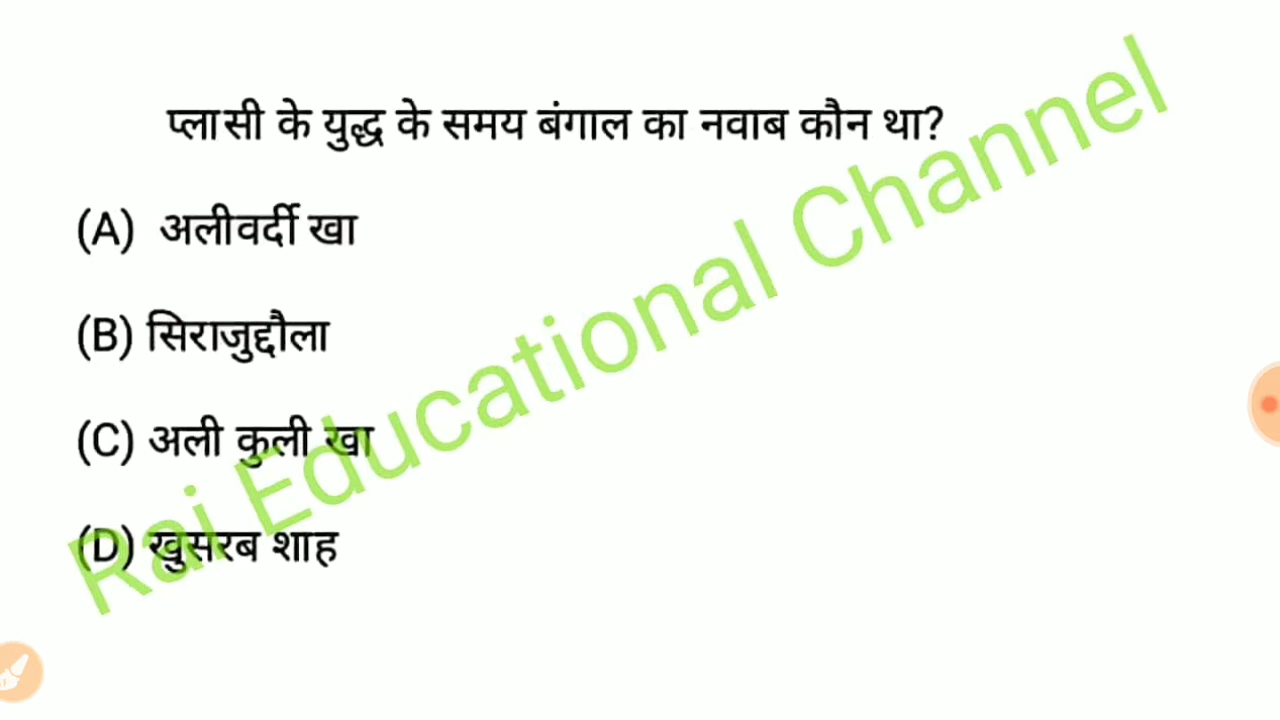 प्लासी के युद्ध के समय बंगाल का नवाब कौन था?
(A) अलीवर्दी खा
(B) सिराजुद्दौला
(C) अली कुली खा
(D) खुसरब शाह
Rai Educational Channel